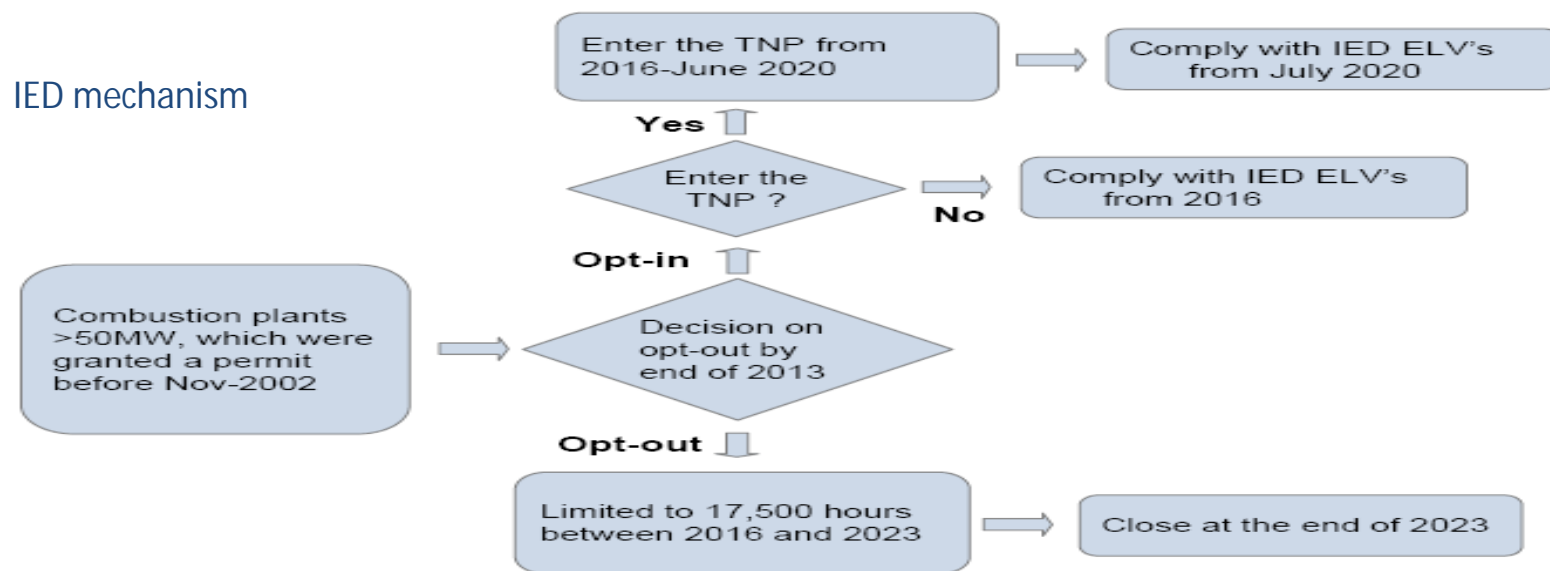 IED mechanism
Enter the TNP from
2016-June 2020
Comply with IED ELV's
from July 2020
Yes
Enter the
TNP ?
No
Comply with IED ELV's
from 2016
Opt-in
Combustion plants
>50MW, which were
granted a permit
before Nov-2002
Decision on
opt-out by
end of 2013
Opt-out
Limited to 17,500 hours
between 2016 and 2023
Close at the end of 2023